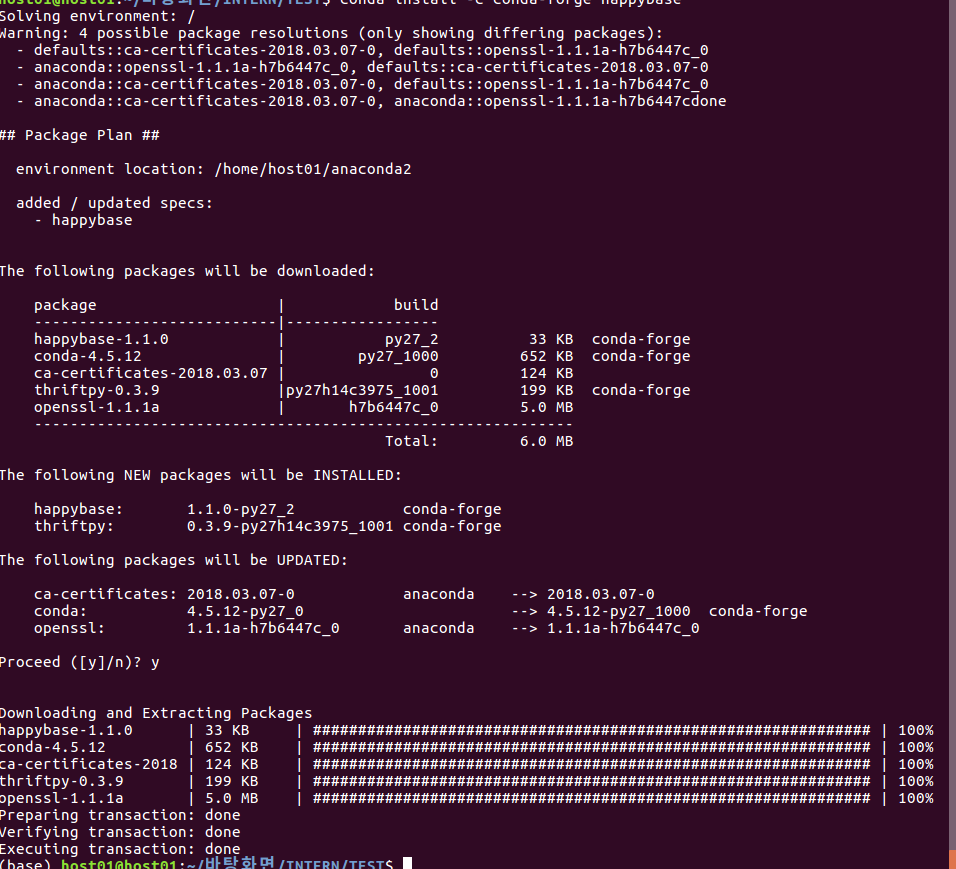 host01@host01:~/바탕화면/INTERN/TEST$ conda install -c conda-forge happybase
Solving environment: /
Warning: 4 possible package resolutions (only showing differing packages):
  - defaults::ca-certificates-2018.03.07-0, defaults::openssl-1.1.1a-h7b6447c_0
  - anaconda::openssl-1.1.1a-h7b6447c_0, defaults::ca-certificates-2018.03.07-0
  - anaconda::ca-certificates-2018.03.07-0, defaults::openssl-1.1.1a-h7b6447c_0
  - anaconda::ca-certificates-2018.03.07-0, anaconda::openssl-1.1.1a-h7b6447cdone
## Package Plan ##
  environment location: /home/host01/anaconda2
  added / updated specs:
    - happybase
The following packages will be downloaded:
    package                    |            build
    ---------------------------|-----------------
    happybase-1.1.0            |           py27_2          33 KB  conda-forge
    conda-4.5.12               |        py27_1000         652 KB  conda-forge
    ca-certificates-2018.03.07 |                0         124 KB
    thriftpy-0.3.9             |py27h14c3975_1001         199 KB  conda-forge
    openssl-1.1.1a             |       h7b6447c_0         5.0 MB
    ------------------------------------------------------------
                                           Total:         6.0 MB
The following NEW packages will be INSTALLED:
    happybase:       1.1.0-py27_2            conda-forge
    thriftpy:        0.3.9-py27h14c3975_1001 conda-forge
The following packages will be UPDATED:
    ca-certificates: 2018.03.07-0            anaconda    --> 2018.03.07-0
    conda:           4.5.12-py27_0                       --> 4.5.12-py27_1000  conda-forge
    openssl:         1.1.1a-h7b6447c_0       anaconda    --> 1.1.1a-h7b6447c_0
Proceed ([y]/n)? y
Downloading and Extracting Packages
happybase-1.1.0      | 33 KB     | ############################################################## | 100%
conda-4.5.12         | 652 KB    | ############################################################## | 100%
ca-certificates-2018 | 124 KB    | ############################################################## | 100%
thriftpy-0.3.9       | 199 KB    | ############################################################## | 100%
openssl-1.1.1a       | 5.0 MB    | ############################################################## | 100%
Preparing transaction: done
Verifying transaction: done
Executing transaction: done
(base) host01@host01:~/바탕화면/INTERN/TEST$